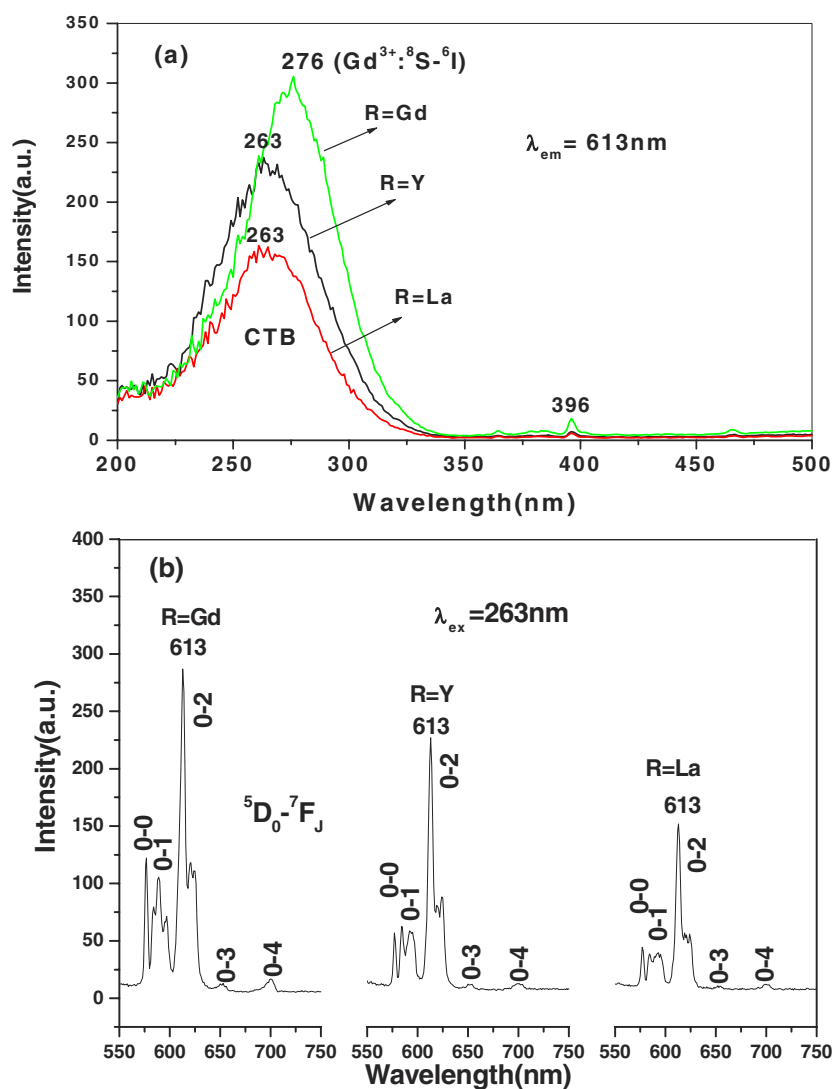 350
300
250
200
150
100
50
0
Intensity(a.u.)
(a)
276 (Gd³⁺:⁸S-⁶I)
R=Gd
263
λem= 613nm
R=Y
263
R=La
CTB
396
200 250 300 350 400 450 500
Wavelength(nm)
400
350
300
250
200
150
100
50
0
Intensity(a.u.)
(b)
λex=263nm
R=Gd
613
0-2
⁵D₀-⁷FJ
0-0
0-1
0-3
0-4
R=Y
613
0-2
0-0
0-1
0-3
0-4
R=La
613
0-2
0-0
0-1
0-3
0-4
550 600 650 700 750 550 600 650 700 750 550 600 650 700 750
Wavelength(nm)